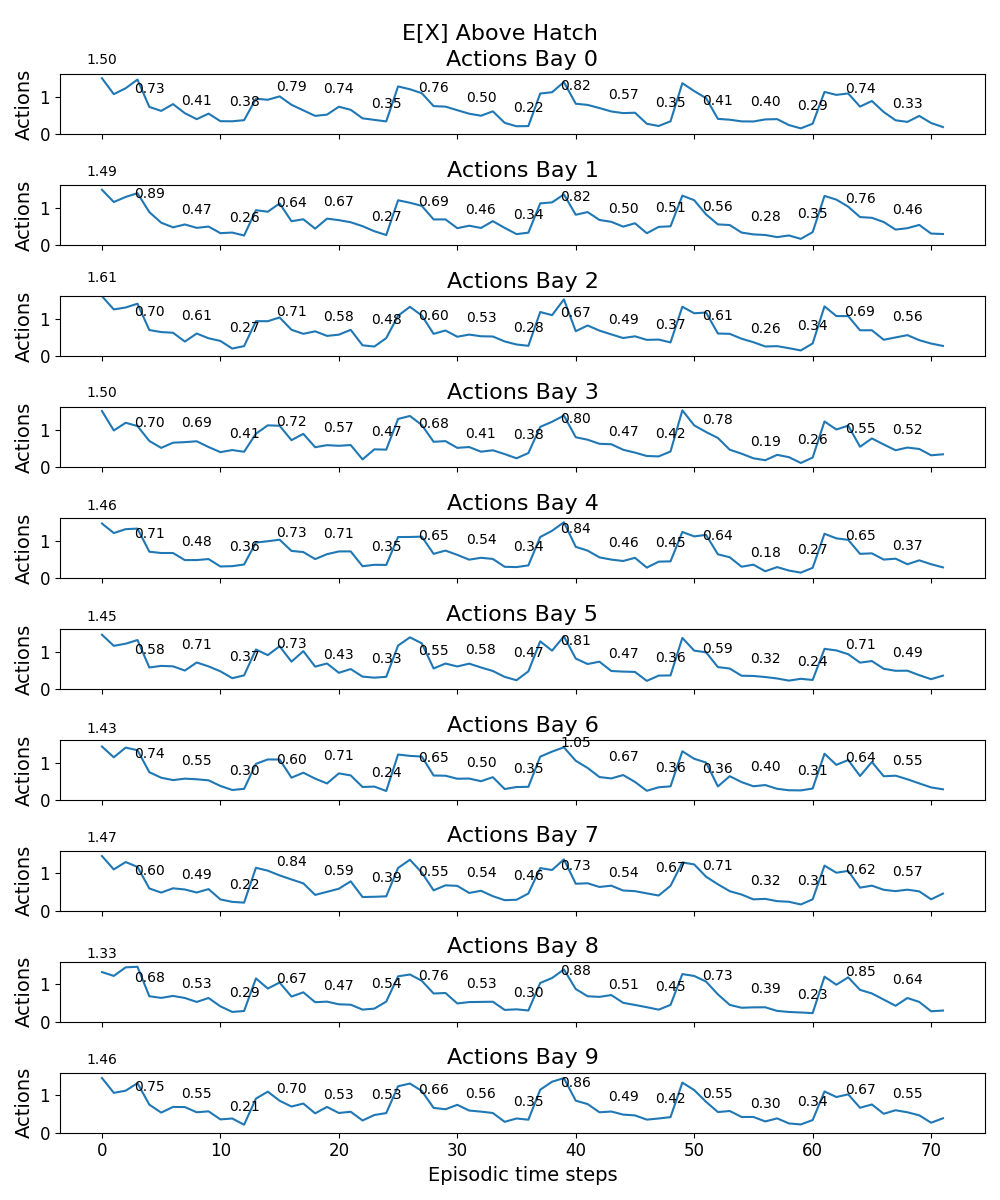 E[X] Above Hatch
Actions Bay 0
1.50 0.73 0.41 0.38 0.79 0.74 0.35 0.76 0.50 0.22 0.82 0.57 0.35 0.41 0.40 0.29 0.74 0.33
Actions
1
0
Actions Bay 1
1.49 0.89 0.47 0.26 0.64 0.67 0.27 0.69 0.46 0.34 0.82 0.50 0.51 0.56 0.28 0.35 0.76 0.46
Actions
1
0
Actions Bay 2
1.61 0.70 0.61 0.27 0.71 0.58 0.48 0.60 0.53 0.28 0.67 0.49 0.37 0.61 0.26 0.34 0.69 0.56
Actions
1
0
Actions Bay 3
1.50 0.70 0.69 0.41 0.72 0.57 0.47 0.68 0.41 0.38 0.80 0.47 0.42 0.78 0.19 0.26 0.55 0.52
Actions
1
0
Actions Bay 4
1.46 0.71 0.48 0.36 0.73 0.71 0.35 0.65 0.54 0.34 0.84 0.46 0.45 0.64 0.18 0.27 0.65 0.37
Actions
1
0
Actions Bay 5
1.45 0.58 0.71 0.37 0.73 0.43 0.33 0.55 0.58 0.47 0.81 0.47 0.36 0.59 0.32 0.24 0.71 0.49
Actions
1
0
Actions Bay 6
1.43 0.74 0.55 0.30 0.60 0.71 0.24 0.65 0.50 0.35 1.05 0.67 0.36 0.36 0.40 0.31 0.64 0.55
Actions
1
0
Actions Bay 7
1.47 0.60 0.49 0.22 0.84 0.59 0.39 0.55 0.54 0.46 0.73 0.54 0.67 0.71 0.32 0.31 0.62 0.57
Actions
1
0
Actions Bay 8
1.33 0.68 0.53 0.29 0.67 0.47 0.54 0.76 0.53 0.30 0.88 0.51 0.45 0.73 0.39 0.23 0.85 0.64
Actions
1
0
Actions Bay 9
1.46 0.75 0.55 0.21 0.70 0.53 0.53 0.66 0.56 0.35 0.86 0.49 0.42 0.55 0.30 0.34 0.67 0.55
Actions
1
0
0 10 20 30 40 50 60 70
Episodic time steps